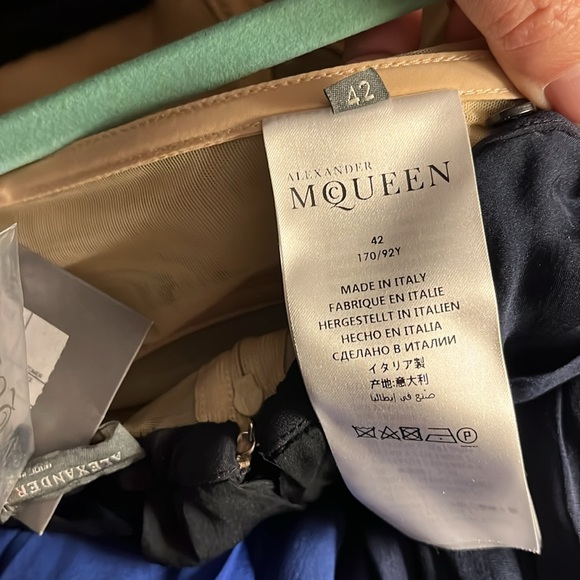 42
ALEXANDER
McQUEEN
42
170/92Y
MADE IN ITALY
FABRIQUE EN ITALIE
HERGESTELLT IN ITALIEN
HECHO EN ITALIA
СДЕЛАНО В ИТАЛИИ
イタリア製
产地:意大利
صنع في إيطاليا
P
ALEXANDER